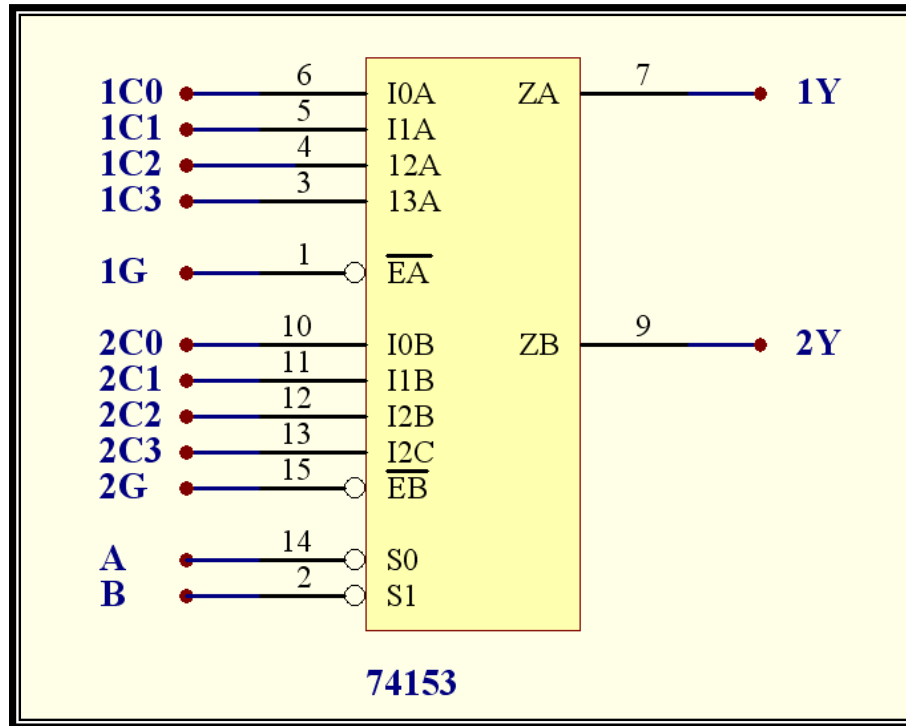 1C0 6 I0A ZA 7 1Y
1C1 5 I1A
1C2 4 12A
1C3 3 13A
1G 1 EA
2C0 10 I0B ZB 9 2Y
2C1 11 I1B
2C2 12 I2B
2C3 13 I2C
2G 15 EB
A 14 S0
B 2 S1
74153